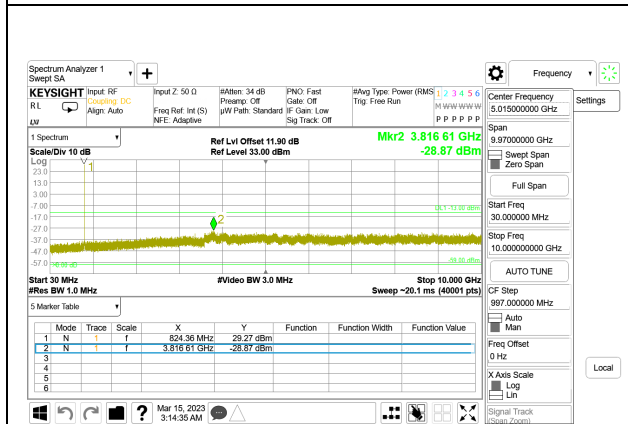 Spectrum Analyzer 1
Swept SA
Frequency
Settings
KEYSIGHT
RL
LXI
Input: RF
Coupling: DC
Align: Auto
Input Z: 50 Ω
Freq Ref: Int (S)
NFE: Adaptive
#Atten: 34 dB
Preamp: Off
µW Path: Standard
PNO: Fast
Gate: Off
IF Gain: Low
Sig Track: Off
#Avg Type: Power (RMS
Trig: Free Run
1 2 3 4 5 6
M W W W W W
P P P P P P
1 Spectrum
Scale/Div 10 dB
Ref Lvl Offset 11.90 dB
Ref Level 33.00 dBm
Mkr2 3.816 61 GHz
-28.87 dBm
Log
23.0
13.0
3.00
-7.00
-17.0
-27.0
-37.0
-47.0
-57.0
1
2
DL1 -13.00 dBm
Start 30 MHz
#Res BW 1.0 MHz
#Video BW 3.0 MHz
Stop 10.000 GHz
Sweep ~20.1 ms (40001 pts)
5 Marker Table
Mode Trace Scale X Y Function Function Width Function Value
1 N 1 f 824.36 MHz 29.27 dBm
2 N 1 f 3.816 61 GHz -28.87 dBm
3
4
5
6
Mar 15, 2023
3:14:35 AM
Center Frequency
5.015000000 GHz
Span
9.97000000 GHz
Swept Span
Zero Span
Full Span
Start Freq
30.000000 MHz
Stop Freq
10.000000000 GHz
AUTO TUNE
CF Step
997.000000 MHz
Auto
Man
Freq Offset
0 Hz
X Axis Scale
Log
Lin
Signal Track
(Span Zoom)
Local